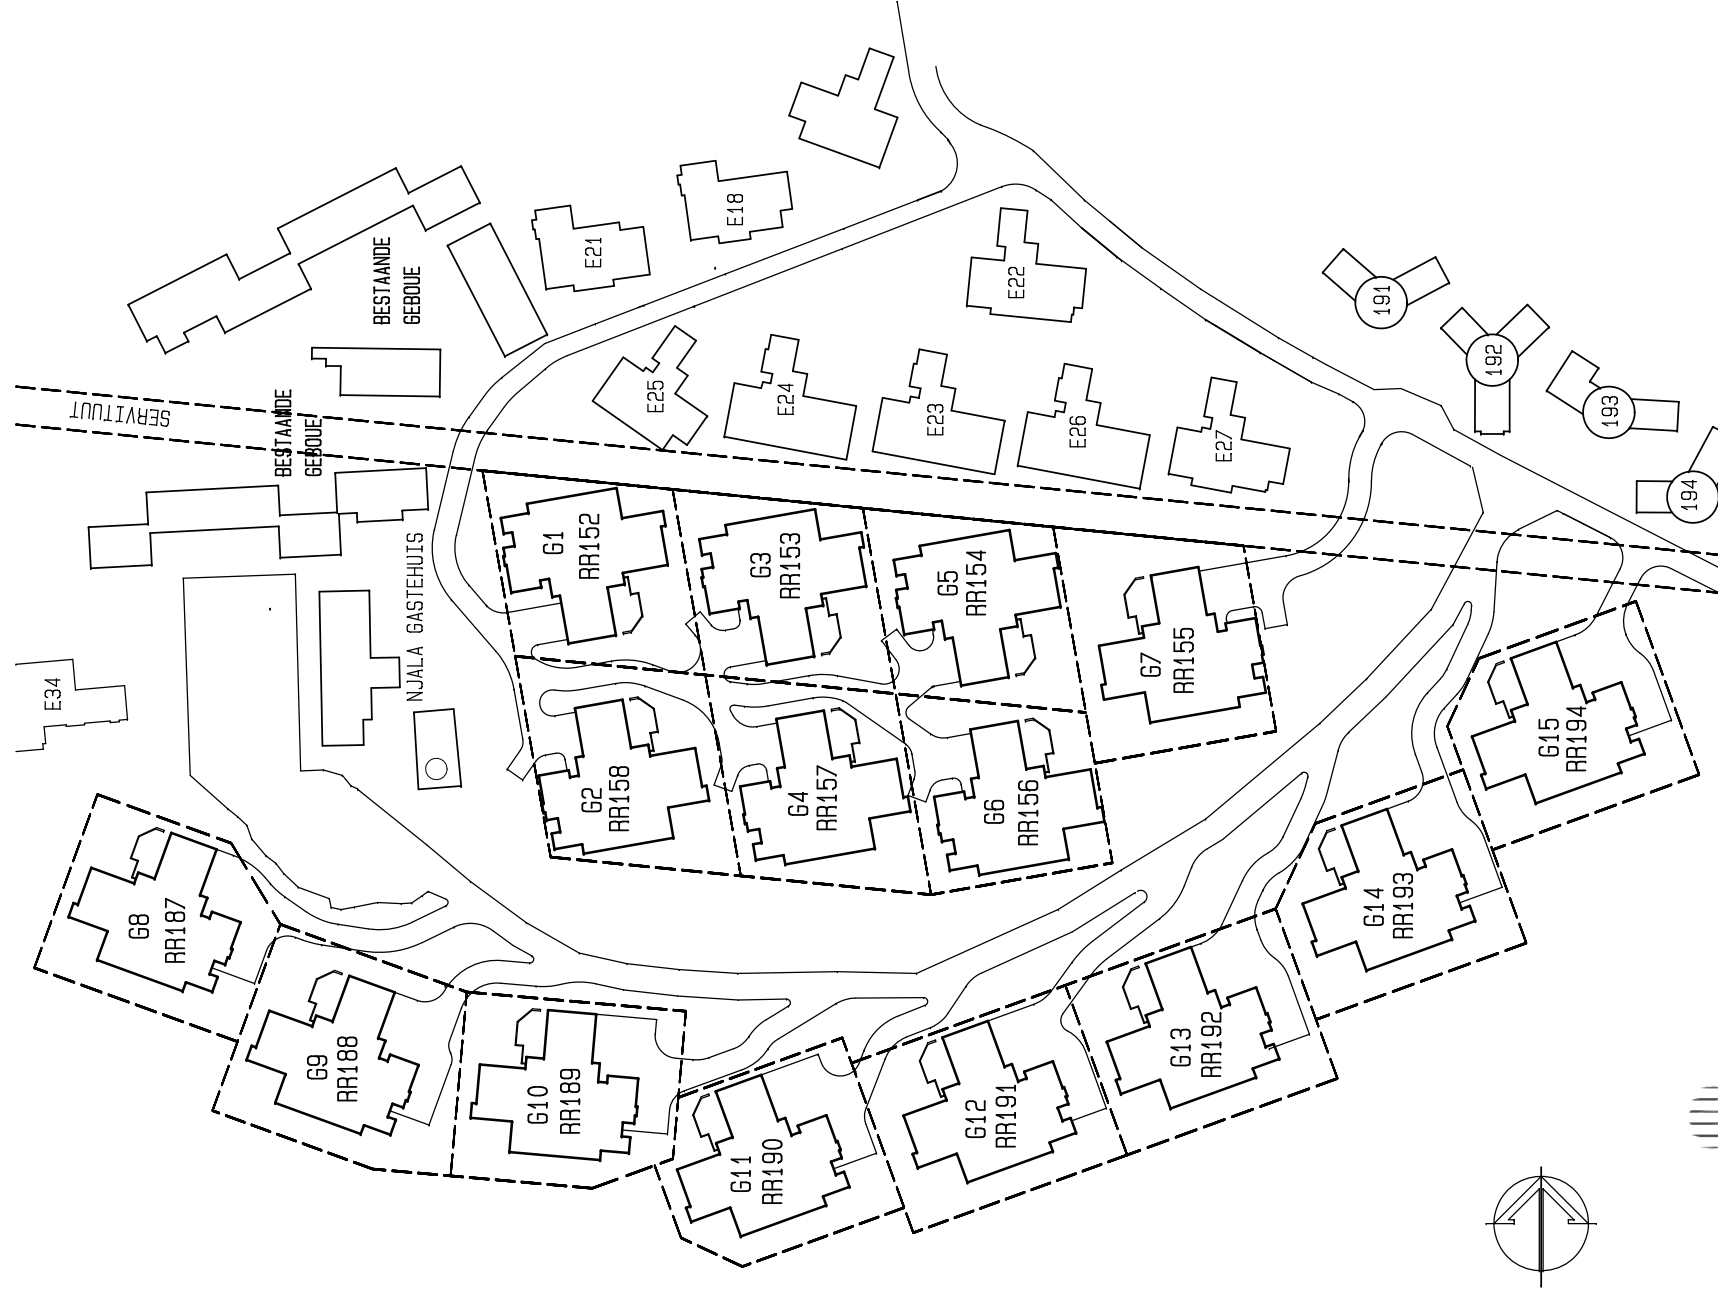 E18
E21
BESTAANDE
GEBOUE
E22
191
192
193
194
SERVITUUT
BESTAANDE
GEBOUE
E25
E24
E23
E26
E27
NJALA GASTEHUIS
E34
G1
RR152
G3
RR153
G5
RR154
G7
RR155
G2
RR158
G4
RR157
G6
RR156
G8
RR187
G9
RR188
G10
RR189
G11
RR190
G12
RR191
G13
RR192
G14
RR193
G15
RR194